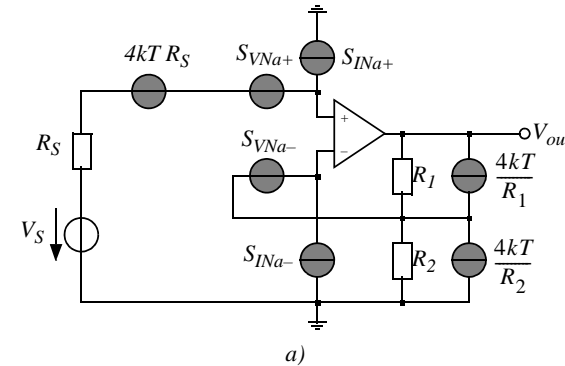 4kT R_S S_VNa+ S_INa+
+
V_ou
S_VNa–
R_S
–
R_1 4kT/R_1
V_S
S_INa–
R_2 4kT/R_2
a)